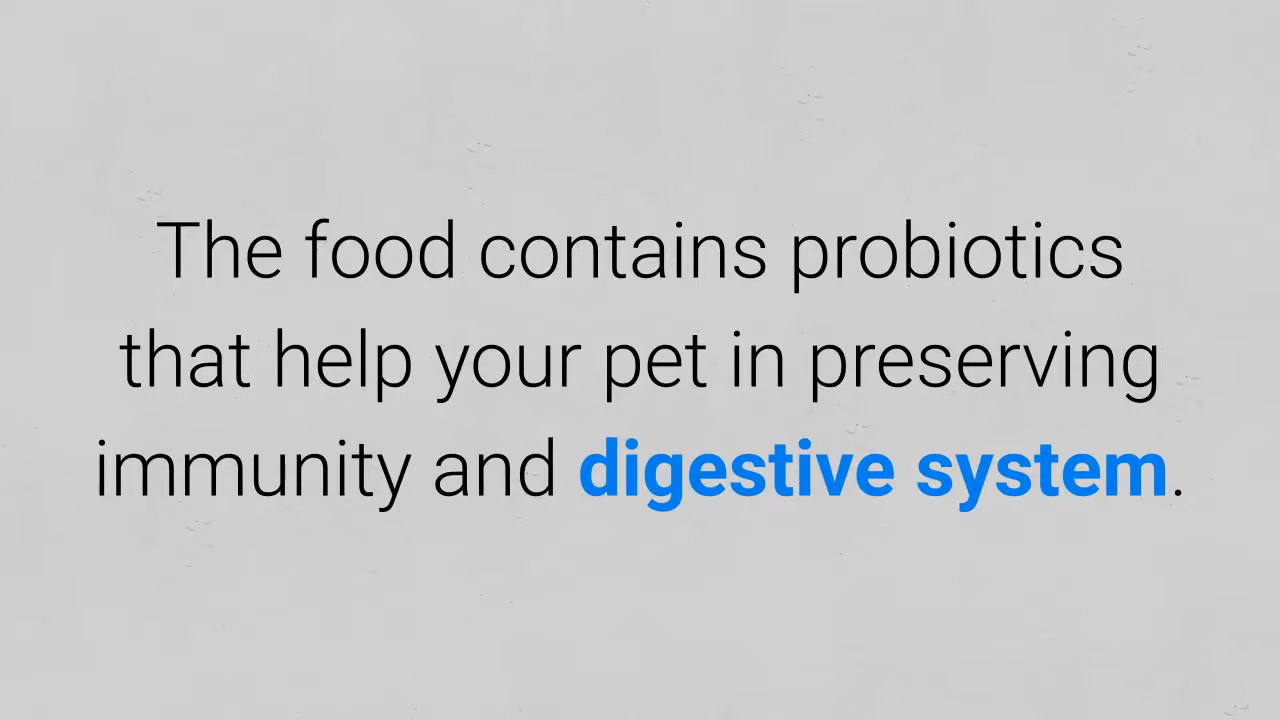 The food contains probiotics
that help your pet in preserving
immunity and digestive system.